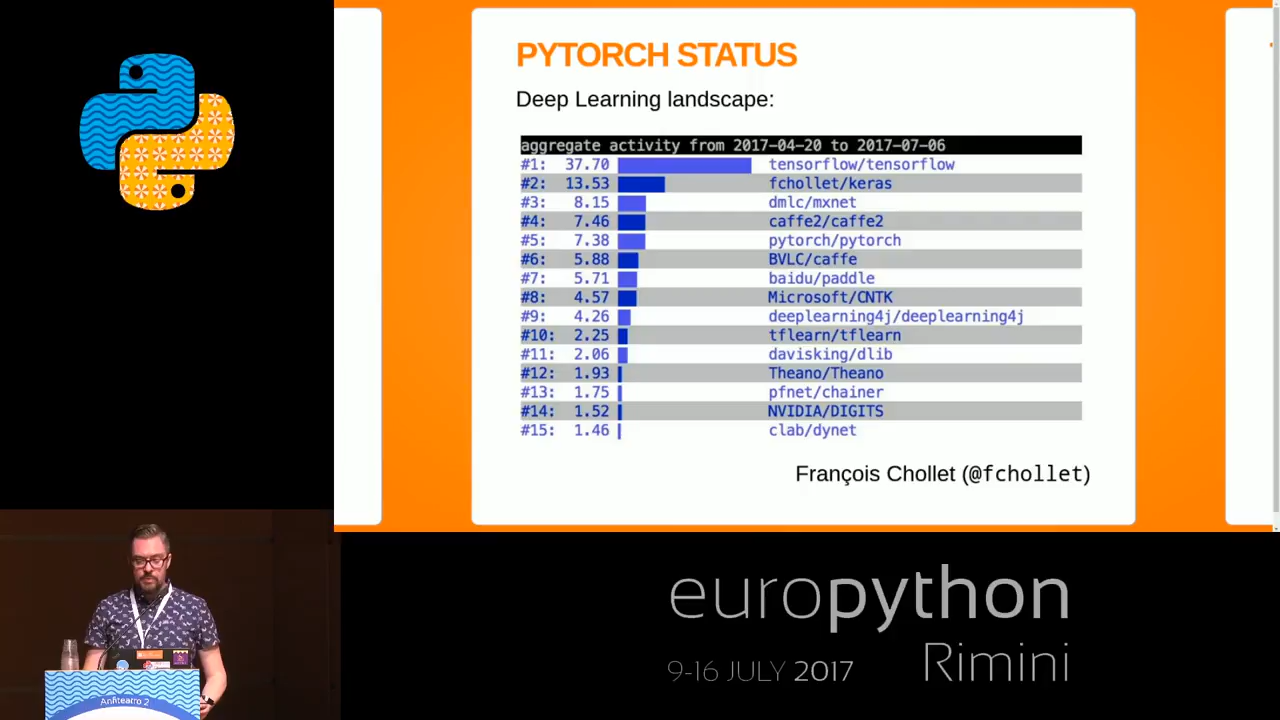 PYTORCH STATUS
Deep Learning landscape:
aggregate activity from 2017-04-20 to 2017-07-06
#1: 37.70 tensorflow/tensorflow
#2: 13.53 fchollet/keras
#3: 8.15 dmlc/mxnet
#4: 7.46 caffe2/caffe2
#5: 7.38 pytorch/pytorch
#6: 5.88 BVLC/caffe
#7: 5.71 baidu/paddle
#8: 4.57 Microsoft/CNTK
#9: 4.26 deeplearning4j/deeplearning4j
#10: 2.25 tflearn/tflearn
#11: 2.06 davisking/dlib
#12: 1.93 Theano/Theano
#13: 1.75 pfnet/chainer
#14: 1.52 NVIDIA/DIGITS
#15: 1.46 clab/dynet
François Chollet (@fchollet)
Anfiteatro 2
europython
Rimini
9-16 JULY 2017